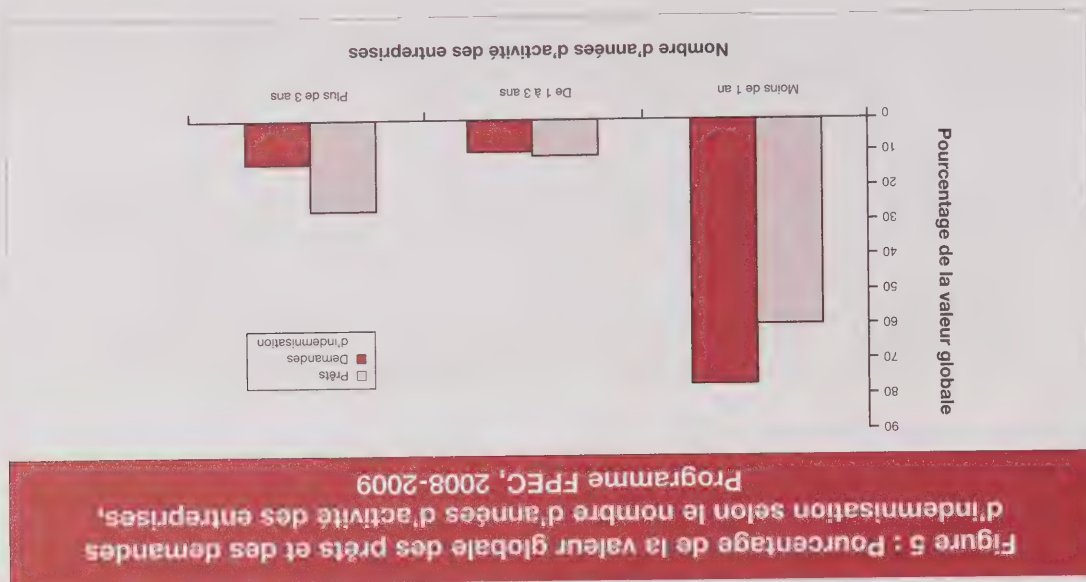 Figure 5 : Pourcentage de la valeur globale des prêts et des demandes
d'indemnisation selon le nombre d'années d'activité des entreprises,
Programme FPEC, 2008-2009
Pourcentage de la valeur globale
90
80
70
60
50
40
30
20
10
0
Prêts
Demandes
d'indemnisation
Moins de 1 an
De 1 à 3 ans
Plus de 3 ans
Nombre d'années d'activité des entreprises